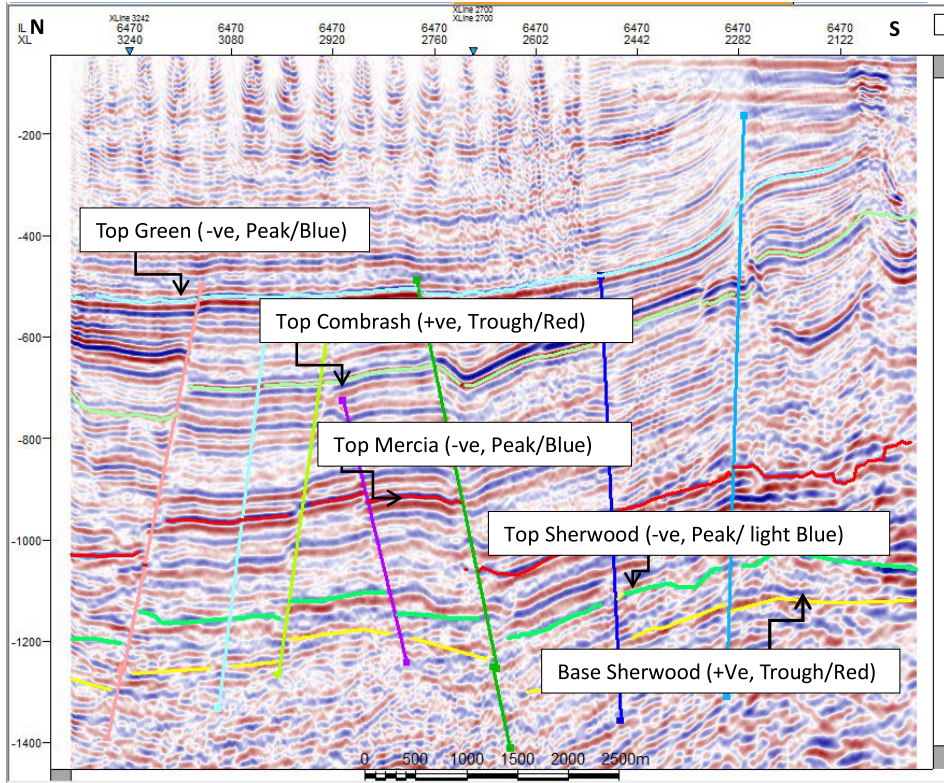 XLine 3242 XLine 2700
XLine 2700
IL N 6470 6470 6470 6470 6470 6470 6470 6470 S
XL 3240 3080 2920 2760 2602 2442 2282 2122
-200
-400
-600
-800
-1000
-1200
-1400
Top Green (-ve, Peak/Blue)
Top Combrash (+ve, Trough/Red)
Top Mercia (-ve, Peak/Blue)
Top Sherwood (-ve, Peak/ light Blue)
Base Sherwood (+Ve, Trough/Red)
0 500 1000 1500 2000 2500m